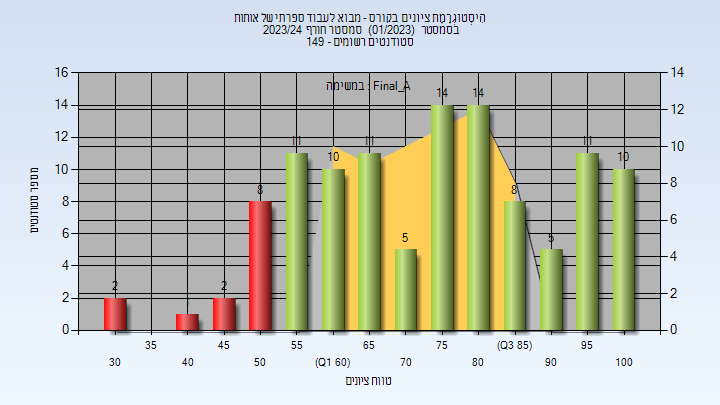 היסטוגרמת ציונים בקורס - מבוא לעבוד ספרתי של אותות
בסמסטר (01/2023) סמסטר חורף 2023/24
סטודנטים רשומים - 149
במשימה : Final_A
16 14
14 12
12 10
10 8
8 6
6 4
4 2
2 0
0
2 2 8 11 10 11 5 14 14 8 5 11 10
מספר סטודנטים
35 45 55 65 75 (Q3 85) 95
30 40 50 (Q1 60) 70 80 90 100
טווח ציונים